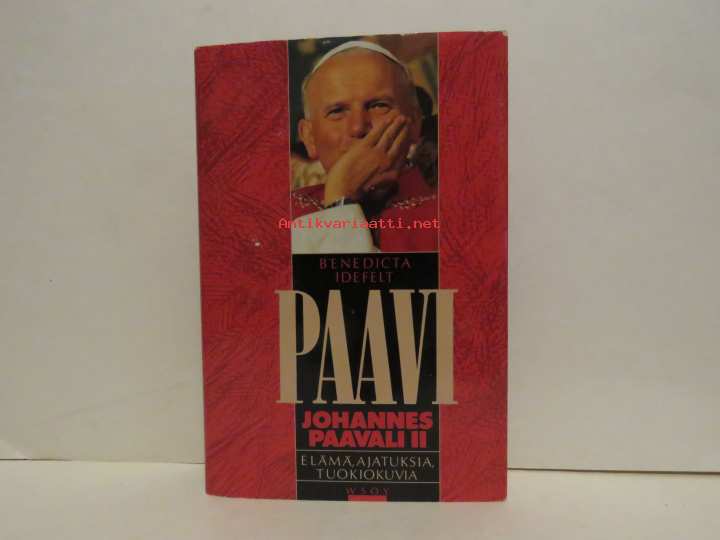 Antikvariaatti.net
BENEDICTA
IDEFELT
PAAVI
JOHANNES
PAAVALI II
ELÄMÄ, AJATUKSIA,
TUOKIOKUVIA
WSOY